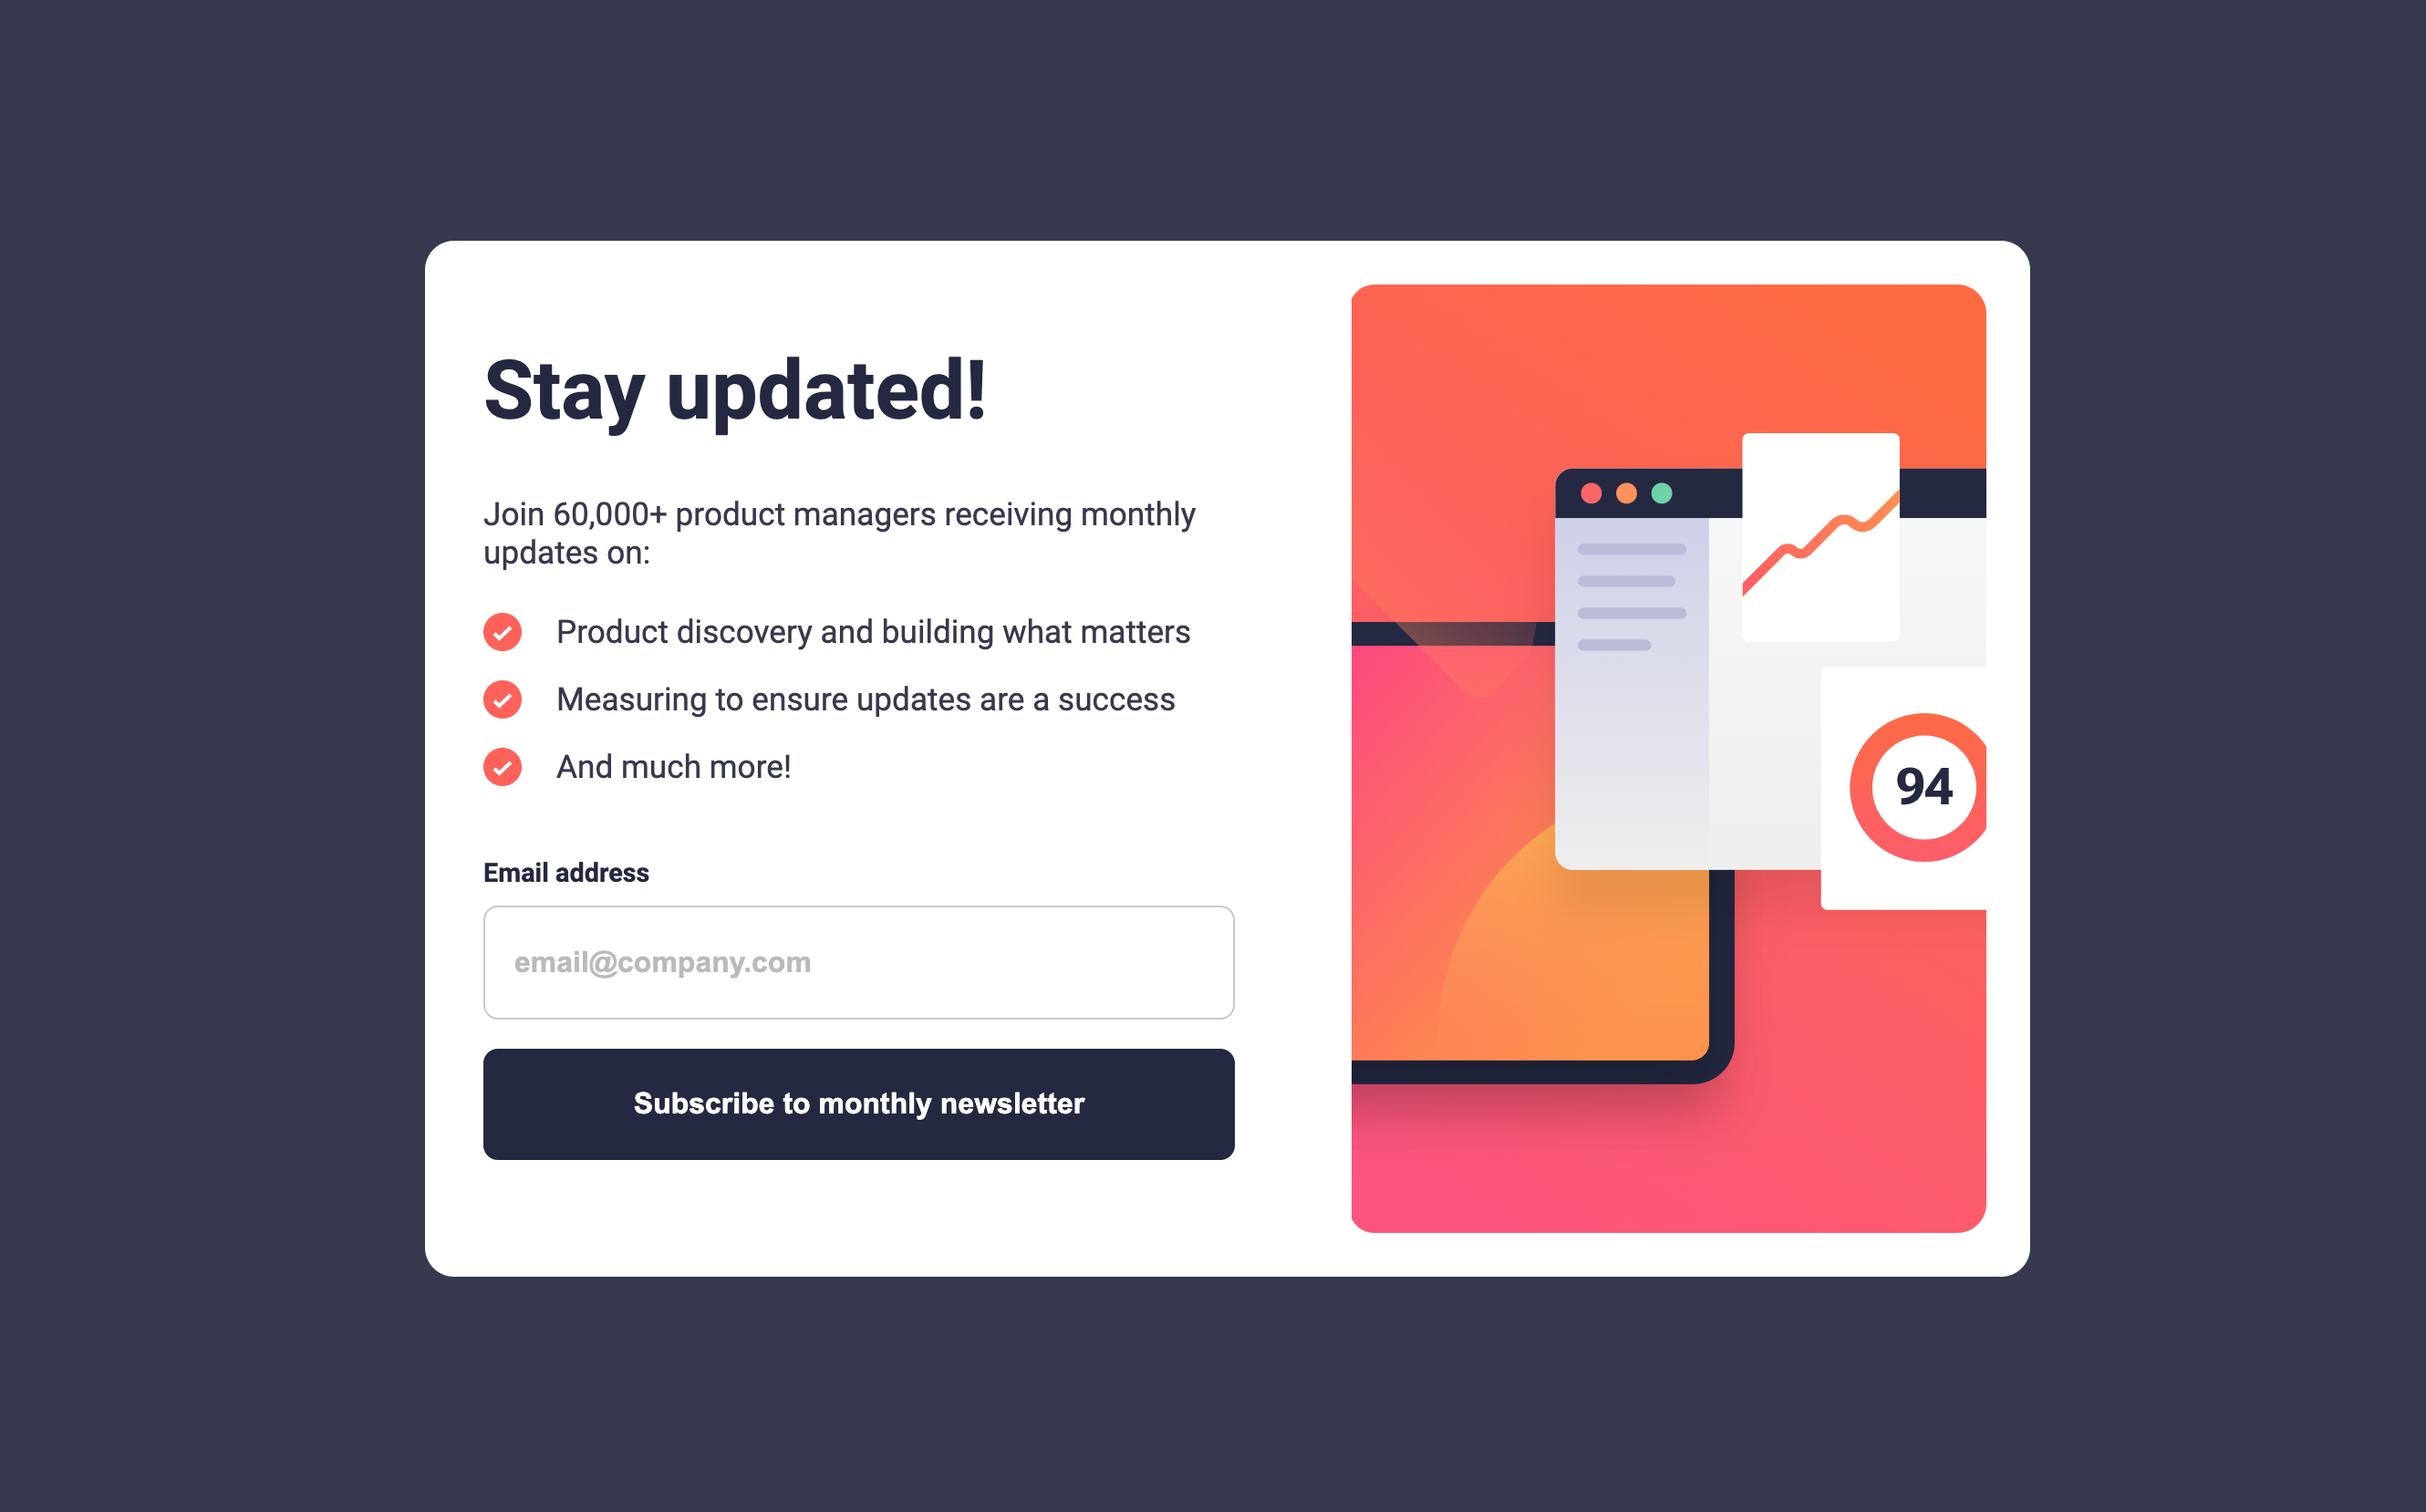 Stay updated!
Join 60,000+ product managers receiving monthly
updates on:
Product discovery and building what matters
Measuring to ensure updates are a success
And much more!
Email address
email@company.com
Subscribe to monthly newsletter
94